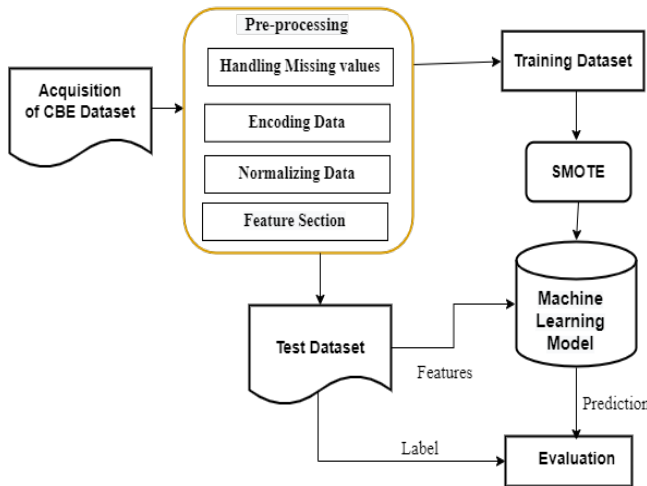 Pre-processing
Handling Missing values
Encoding Data
Normalizing Data
Feature Section
Acquisition
of CBE Dataset
Training Dataset
SMOTE
Machine
Learning
Model
Test Dataset
Features
Prediction
Label
Evaluation